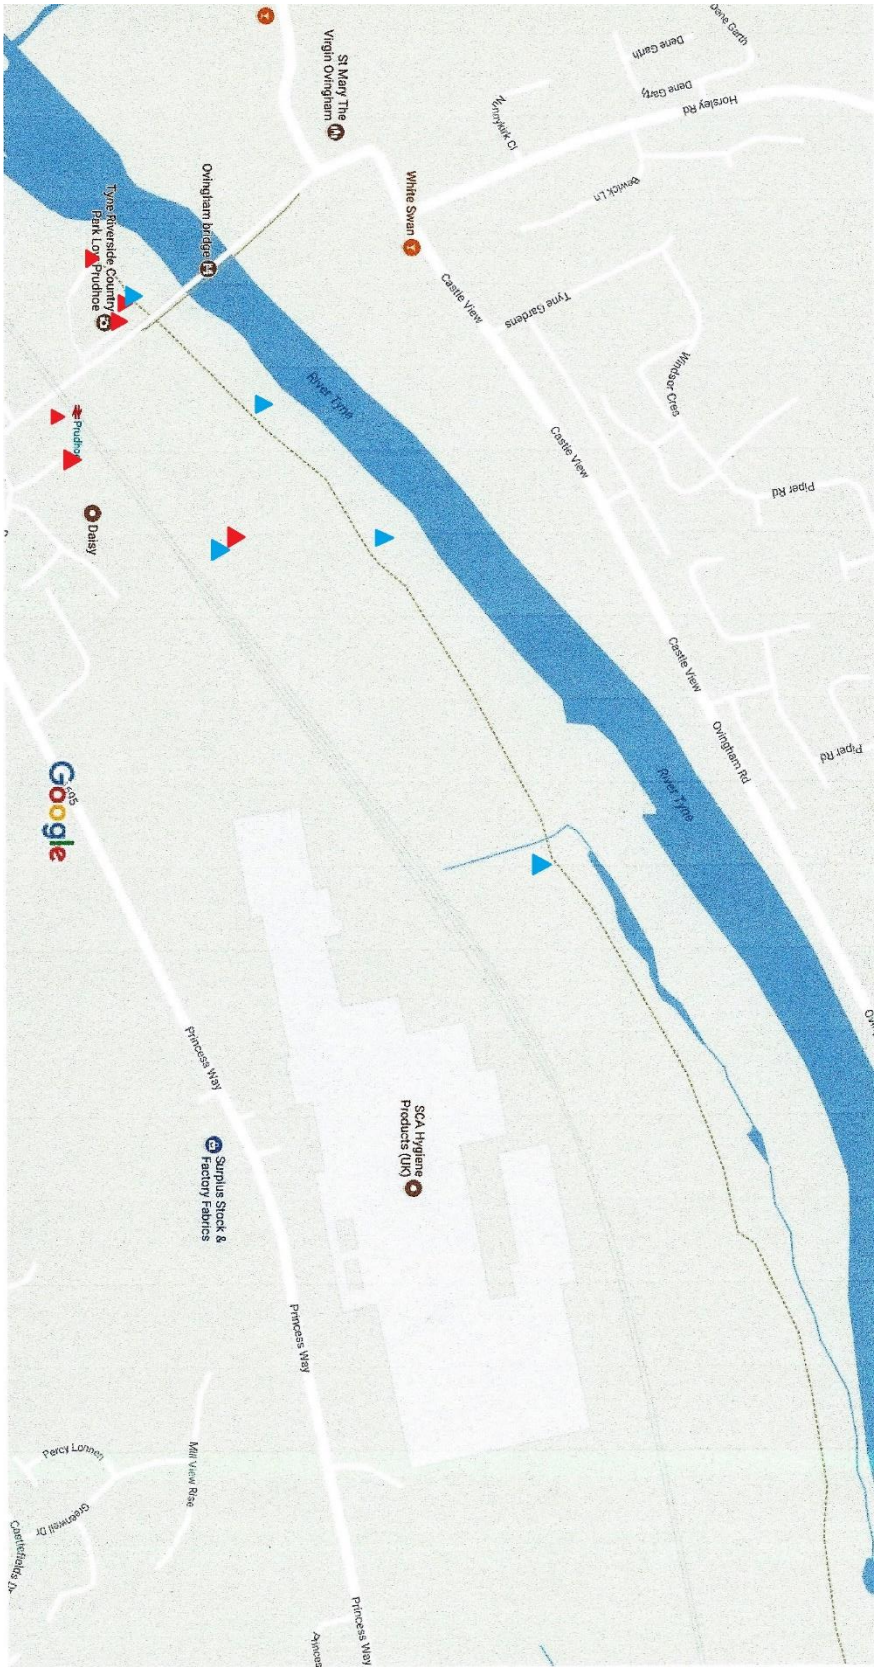 Dene Garth
Dene Garth
Dene Garth
Horsley Rd
St Mary The
Virgin Ovingham
White Swan
Ovingham bridge
Tyne Riverside Country
Park Low Prudhoe
Castle View
Tyne Gardens
Windsor Cres
River Tyne
Prudhoe
Castle View
Piper Rd
Daisy
Castle View
Ovingham Rd
Piper Rd
River Tyne
Google
Princess Way
SCA Hygiene
Products (UK)
Surplus Stock &
Factory Fabrics
Princess Way
Mill View Rise
Percy Lonnen
Greenwell Dr
Princess Way